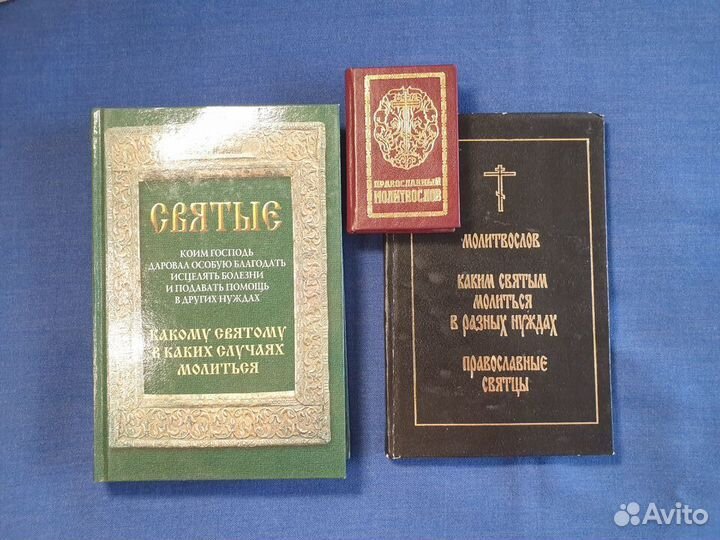 СВЯТЫЕ
КОИМ ГОСПОДЬ
ДАРОВАЛ ОСОБУЮ БЛАГОДАТЬ
ИСЦЕЛЯТЬ БОЛЕЗНИ
И ПОДАВАТЬ ПОМОЩЬ
В ДРУГИХ НУЖДАХ
КАКОМУ СВЯТОМУ
В КАКИХ СЛУЧАЯХ
МОЛИТЬСЯ
ПРАВОСЛАВНЫЙ
МОЛИТВОСЛОВ
МОЛИТВОСЛОВ
КАКИМ СВЯТЫМ
МОЛИТЬСЯ
В РАЗНЫХ НУЖДАХ
ПРАВОСЛАВНЫЕ
СВЯТЦЫ
Avito